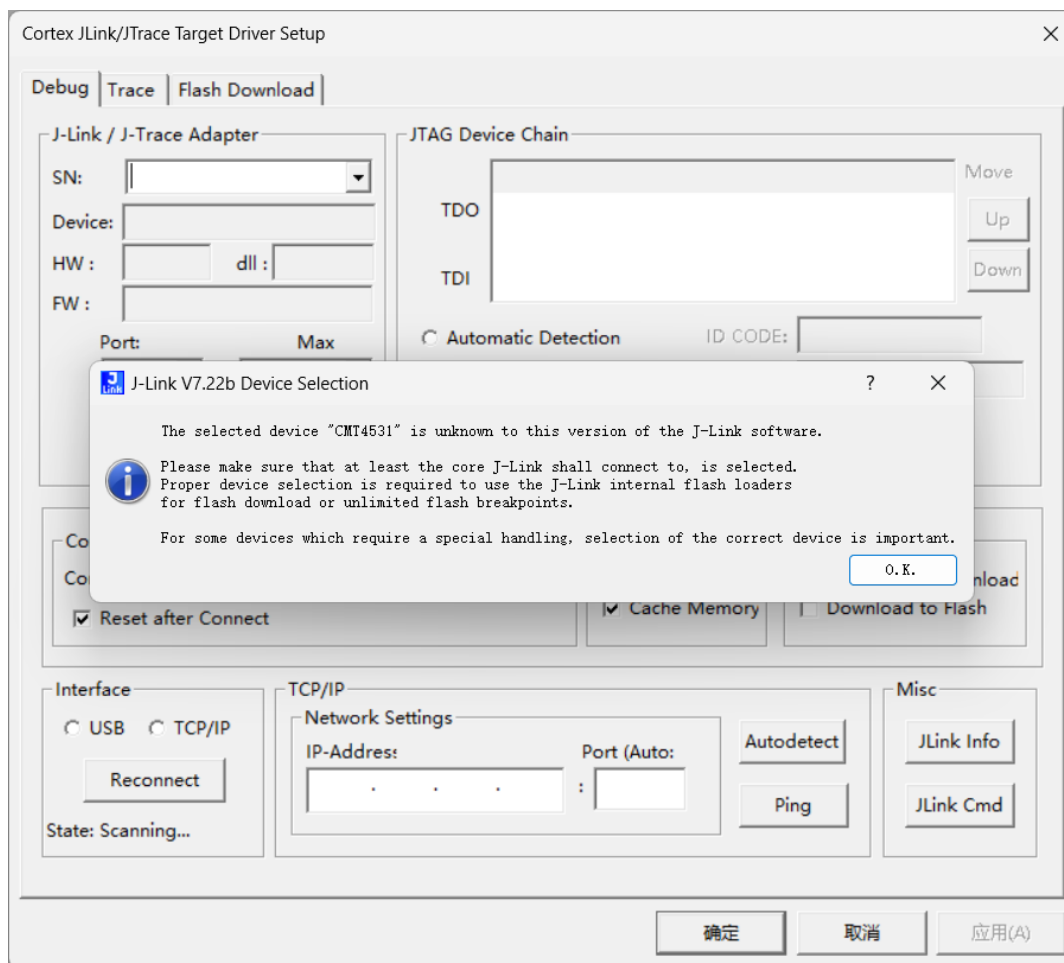 Cortex JLink/JTrace Target Driver Setup
Debug
Trace
Flash Download
J-Link / J-Trace Adapter
SN:
Device:
HW :
dll :
FW :
Port:
Max
JTAG Device Chain
TDO
TDI
Move
Up
Down
Automatic Detection
ID CODE:
J-Link V7.22b Device Selection
?
The selected device "CMT4531" is unknown to this version of the J-Link software.
Please make sure that at least the core J-Link shall connect to, is selected.
Proper device selection is required to use the J-Link internal flash loaders
for flash download or unlimited flash breakpoints.
For some devices which require a special handling, selection of the correct device is important.
O.K.
Reset after Connect
Cache Memory
Download to Flash
Interface
USB
TCP/IP
Reconnect
State: Scanning...
TCP/IP
Network Settings
IP-Address
Port (Auto:
. . . :
Autodetect
Ping
Misc
JLink Info
JLink Cmd
确定
取消
应用(A)